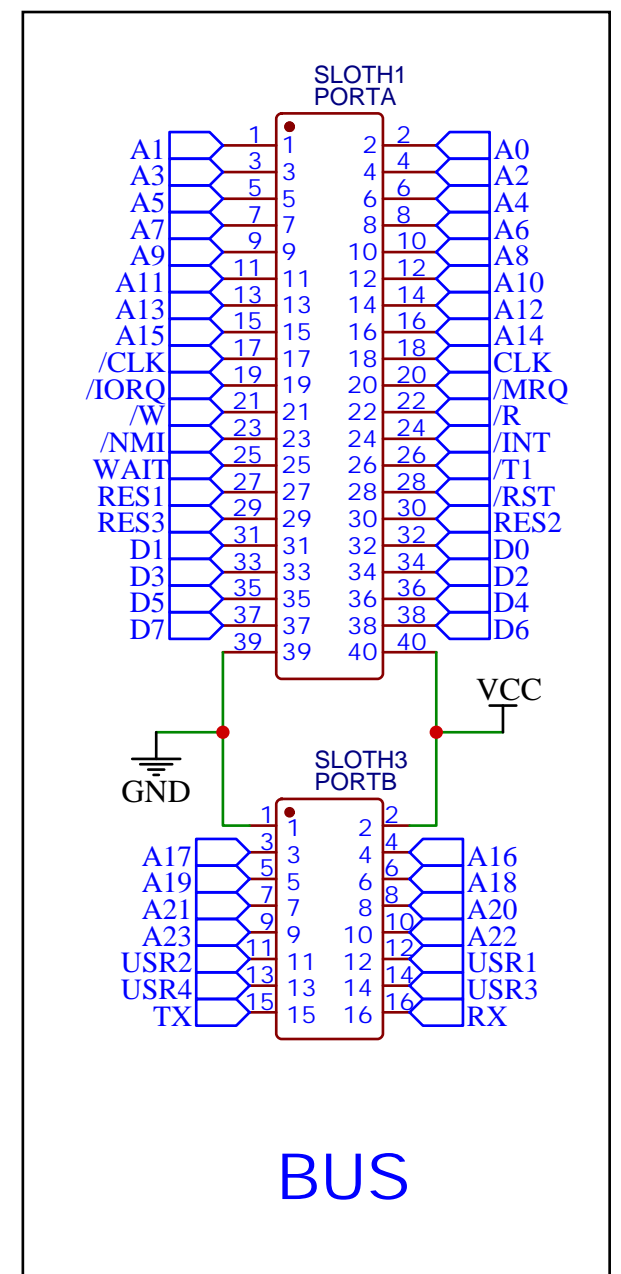 SLOTH1
PORTA
A1 1 1 2 2 A0
A3 3 3 4 4 A2
A5 5 5 6 6 A4
A7 7 7 8 8 A6
A9 9 9 10 10 A8
A11 11 11 12 12 A10
A13 13 13 14 14 A12
A15 15 15 16 16 A14
/CLK 17 17 18 18 CLK
/IORQ 19 19 20 20 /MRQ
/W 21 21 22 22 /R
/NMI 23 23 24 24 /INT
WAIT 25 25 26 26 /T1
RES1 27 27 28 28 /RST
RES3 29 29 30 30 RES2
D1 31 31 32 32 D0
D3 33 33 34 34 D2
D5 35 35 36 36 D4
D7 37 37 38 38 D6
39 39 40 40
VCC
GND
SLOTH3
PORTB
1 1 2 2
A17 3 3 4 4 A16
A19 5 5 6 6 A18
A21 7 7 8 8 A20
A23 9 9 10 10 A22
USR2 11 11 12 12 USR1
USR4 13 13 14 14 USR3
TX 15 15 16 16 RX
BUS